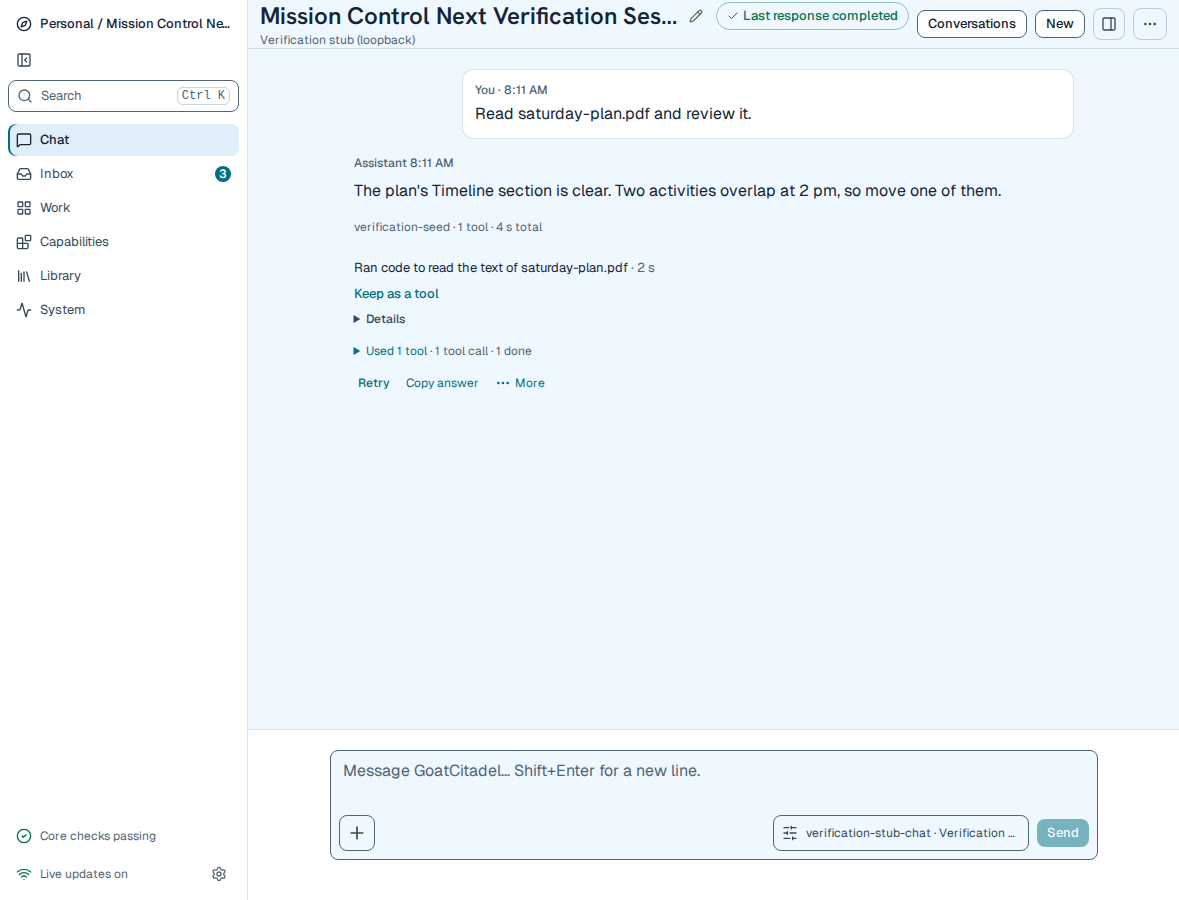 Personal / Mission Control Ne...
Search
Ctrl K
Chat
Inbox
3
Work
Capabilities
Library
System
Core checks passing
Live updates on
Mission Control Next Verification Ses...
Verification stub (loopback)
Last response completed
Conversations
New
You · 8:11 AM
Read saturday-plan.pdf and review it.
Assistant 8:11 AM
The plan's Timeline section is clear. Two activities overlap at 2 pm, so move one of them.
verification-seed · 1 tool · 4 s total
Ran code to read the text of saturday-plan.pdf · 2 s
Keep as a tool
Details
Used 1 tool · 1 tool call · 1 done
Retry
Copy answer
More
Message GoatCitadel... Shift+Enter for a new line.
verification-stub-chat · Verification ...
Send